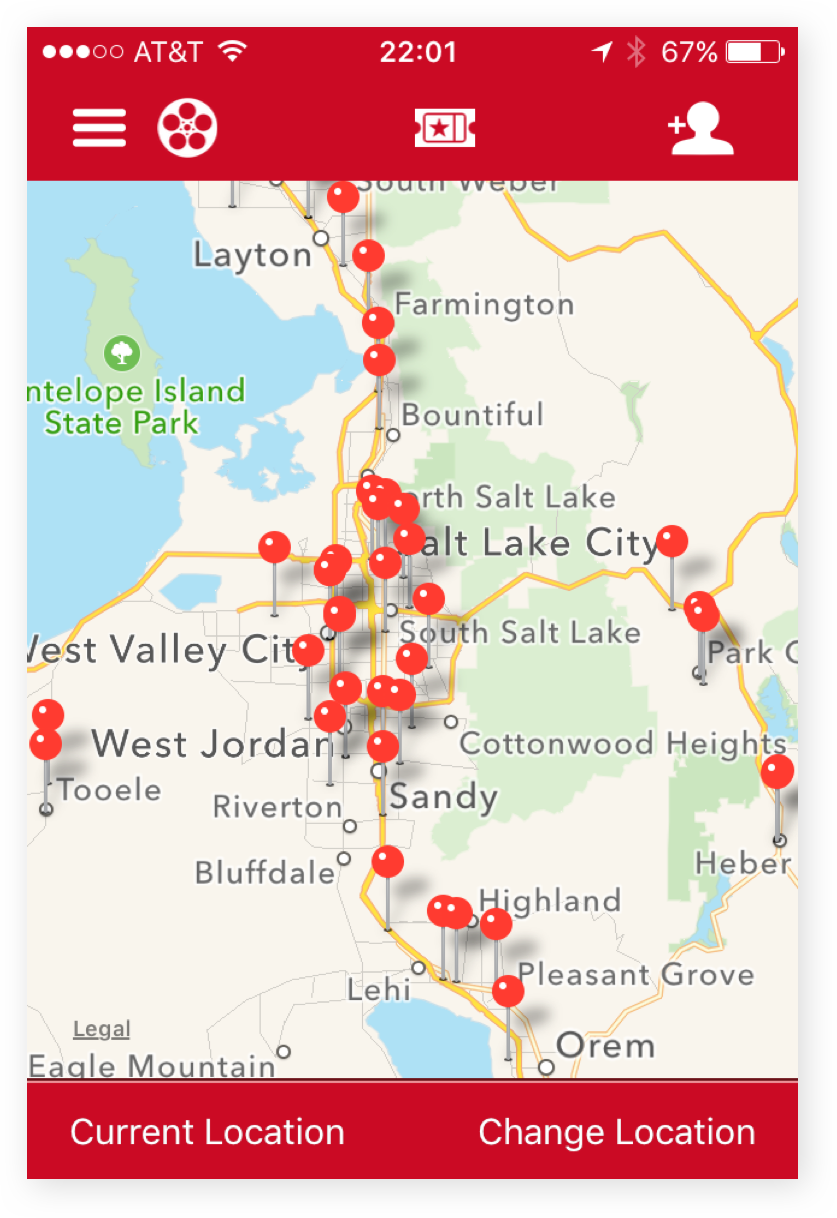 AT&T
22:01
67%
South Weber
Layton
Farmington
ntelope Island
State Park
Bountiful
orth Salt Lake
alt Lake City
South Salt Lake
West Valley City
Park C
West Jordan
Cottonwood Heights
Tooele
Sandy
Riverton
Bluffdale
Heber
Highland
Pleasant Grove
Lehi
Legal
Orem
Eagle Mountain
Current Location
Change Location